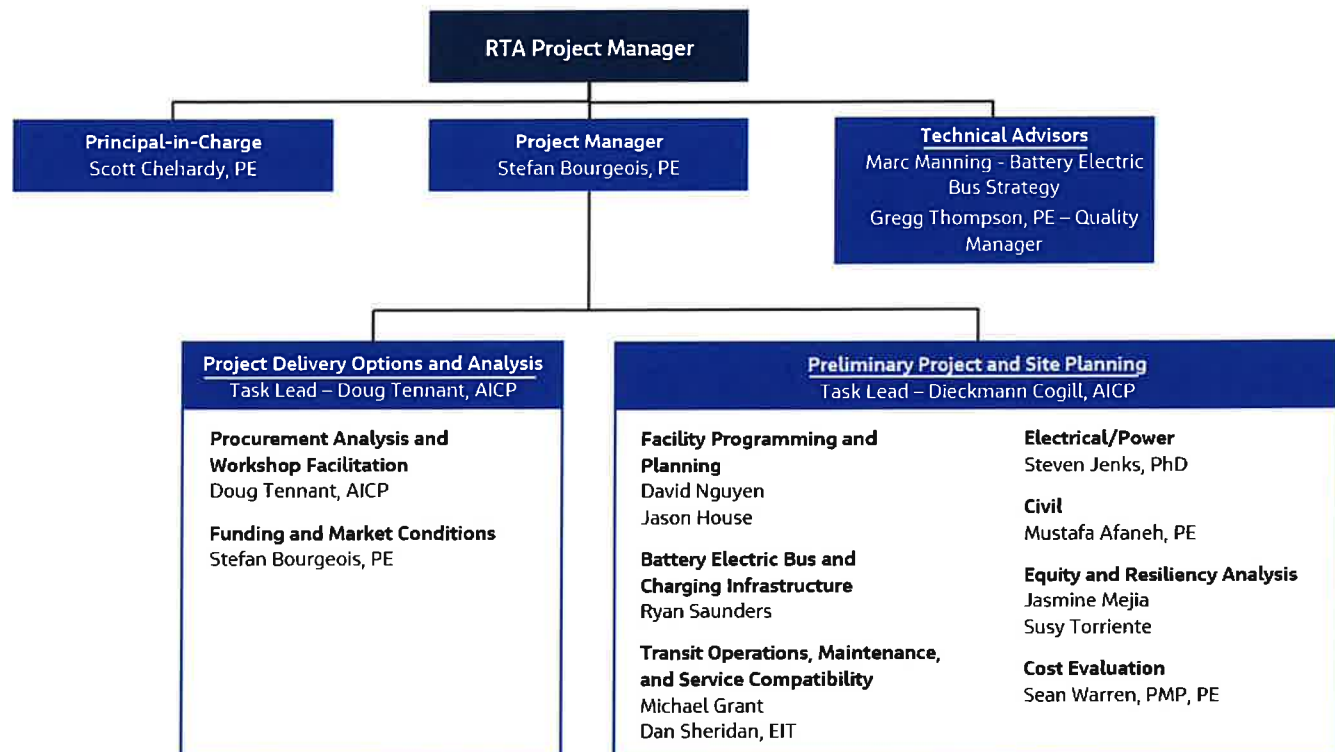 RTA Project Manager
Principal-in-Charge
Scott Chehardy, PE
Project Manager
Stefan Bourgeois, PE
Technical Advisors
Marc Manning - Battery Electric
Bus Strategy
Gregg Thompson, PE – Quality
Manager
Project Delivery Options and Analysis
Task Lead – Doug Tennant, AICP
Procurement Analysis and
Workshop Facilitation
Doug Tennant, AICP
Funding and Market Conditions
Stefan Bourgeois, PE
Preliminary Project and Site Planning
Task Lead – Dieckmann Cogill, AICP
Facility Programming and
Planning
David Nguyen
Jason House
Battery Electric Bus and
Charging Infrastructure
Ryan Saunders
Transit Operations, Maintenance,
and Service Compatibility
Michael Grant
Dan Sheridan, EIT
Electrical/Power
Steven Jenks, PhD
Civil
Mustafa Afaneh, PE
Equity and Resiliency Analysis
Jasmine Mejia
Susy Torriente
Cost Evaluation
Sean Warren, PMP, PE